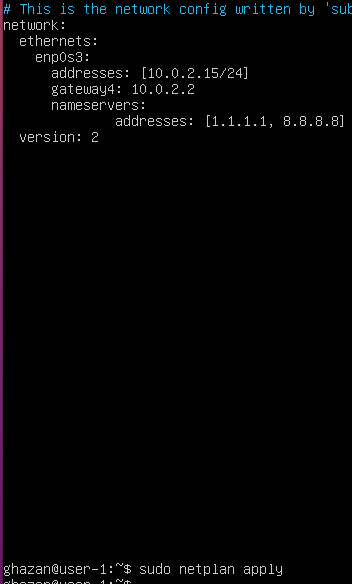 # This is the network config written by 'sub
network:
  ethernets:
    enp0s3:
      addresses: [10.0.2.15/24]
      gateway4: 10.0.2.2
      nameservers:
              addresses: [1.1.1.1, 8.8.8.8]
  version: 2
ghazan@user-1:~$ sudo netplan apply
ghazan@user-1:~$